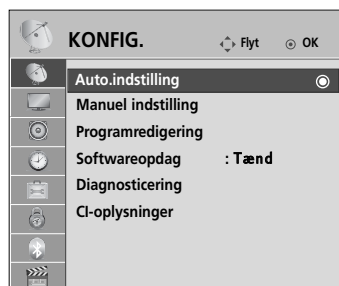 KONFIG. Flyt OK
Auto.indstilling
Manuel indstilling
Programredigering
Softwareopdag : Tænd
Diagnosticering
CI-oplysninger